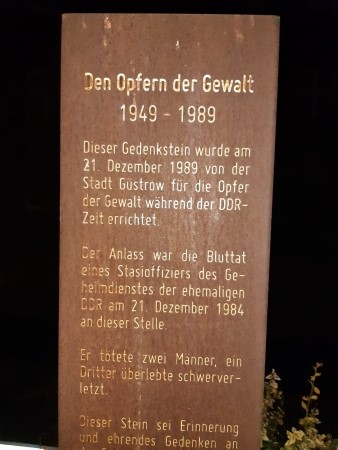 Den Opfern der Gewalt
1949 - 1989
Dieser Gedenkstein wurde am
21. Dezember 1989 von der
Stadt Güstrow für die Opfer
der Gewalt während der DDR-
Zeit errichtet.
Der Anlass war die Bluttat
eines Stasioffiziers des Ge-
heimdienstes der ehemaligen
DDR am 21. Dezember 1984
an dieser Stelle.
Er tötete zwei Männer, ein
Dritter überlebte schwerver-
letzt.
Dieser Stein sei Erinnerung
und ehrendes Gedenken an